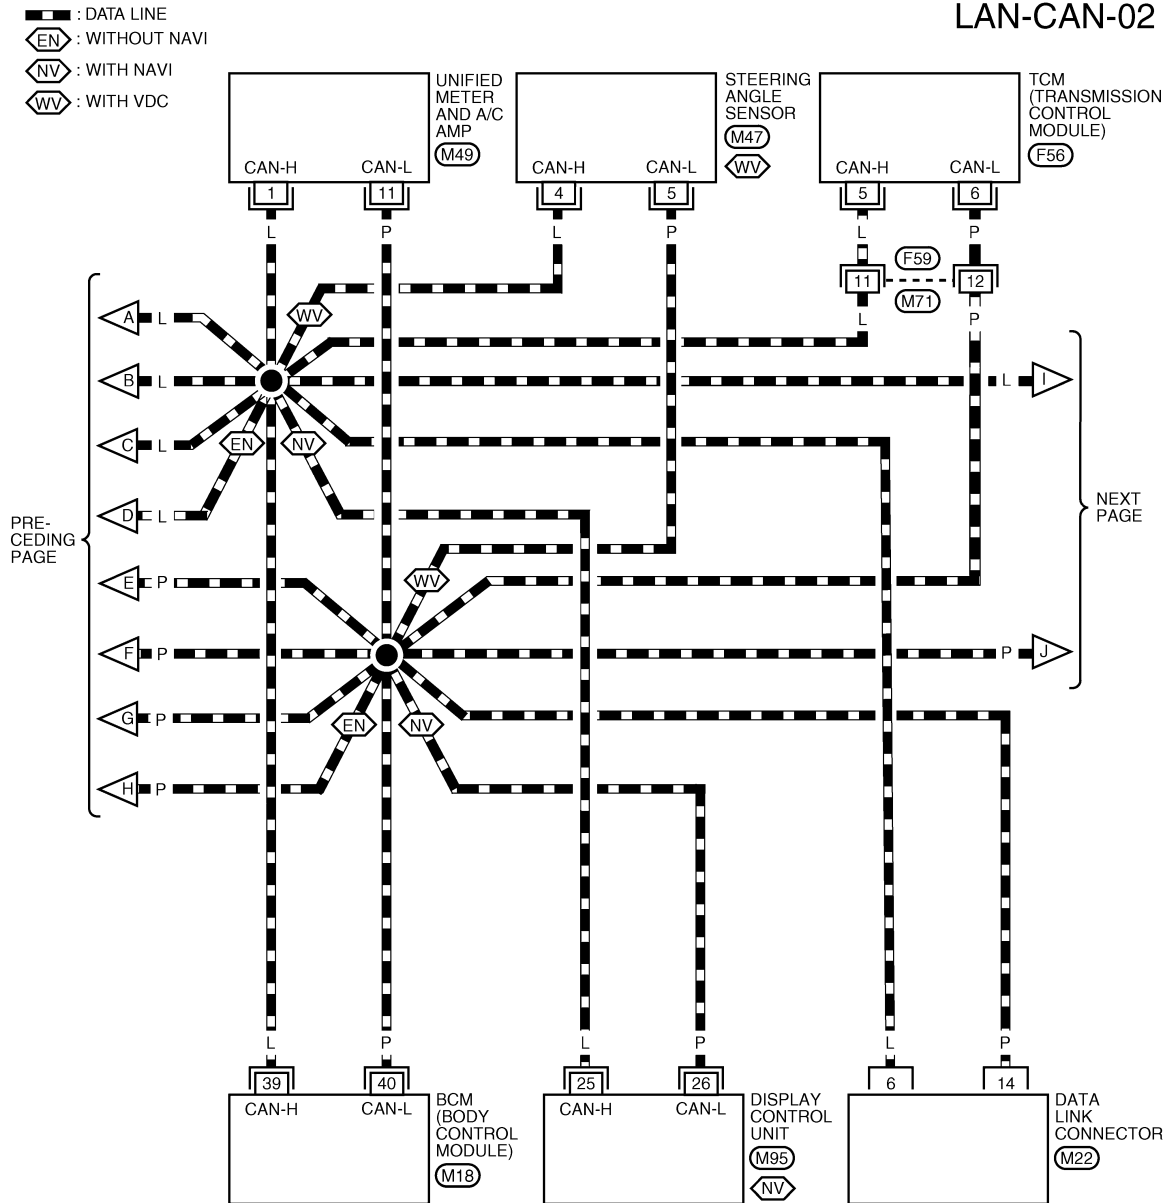 LAN-CAN-02
: DATA LINE
EN : WITHOUT NAVI
NV : WITH NAVI
WV : WITH VDC
UNIFIED
METER
AND A/C
AMP
M49
STEERING
ANGLE
SENSOR
M47
WV
TCM
(TRANSMISSION
CONTROL
MODULE)
F56
CAN-H CAN-L
CAN-H CAN-L
CAN-H CAN-L
1 11 4 5 5 6
L P L P L P
F59
11 12
M71
L P
WV
A L
B L
L I
C L
EN NV
D L
PRE-
CEDING
PAGE
NEXT
PAGE
E P
WV
F P
P J
G P
EN NV
H P
L P L P L P
39 40 25 26 6 14
CAN-H CAN-L
CAN-H CAN-L
BCM
(BODY
CONTROL
MODULE)
M18
DISPLAY
CONTROL
UNIT
M95
NV
DATA
LINK
CONNECTOR
M22